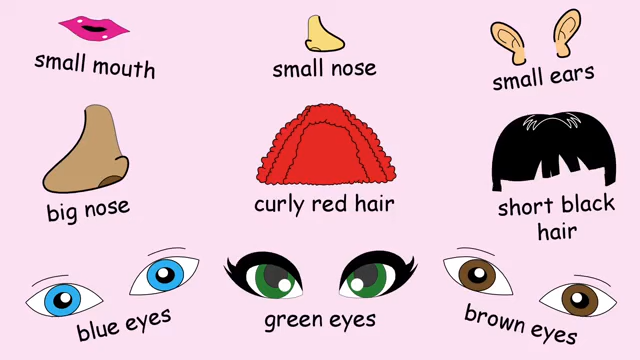 small mouth
small nose
small ears
big nose
curly red hair
short black
hair
blue eyes
green eyes
brown eyes